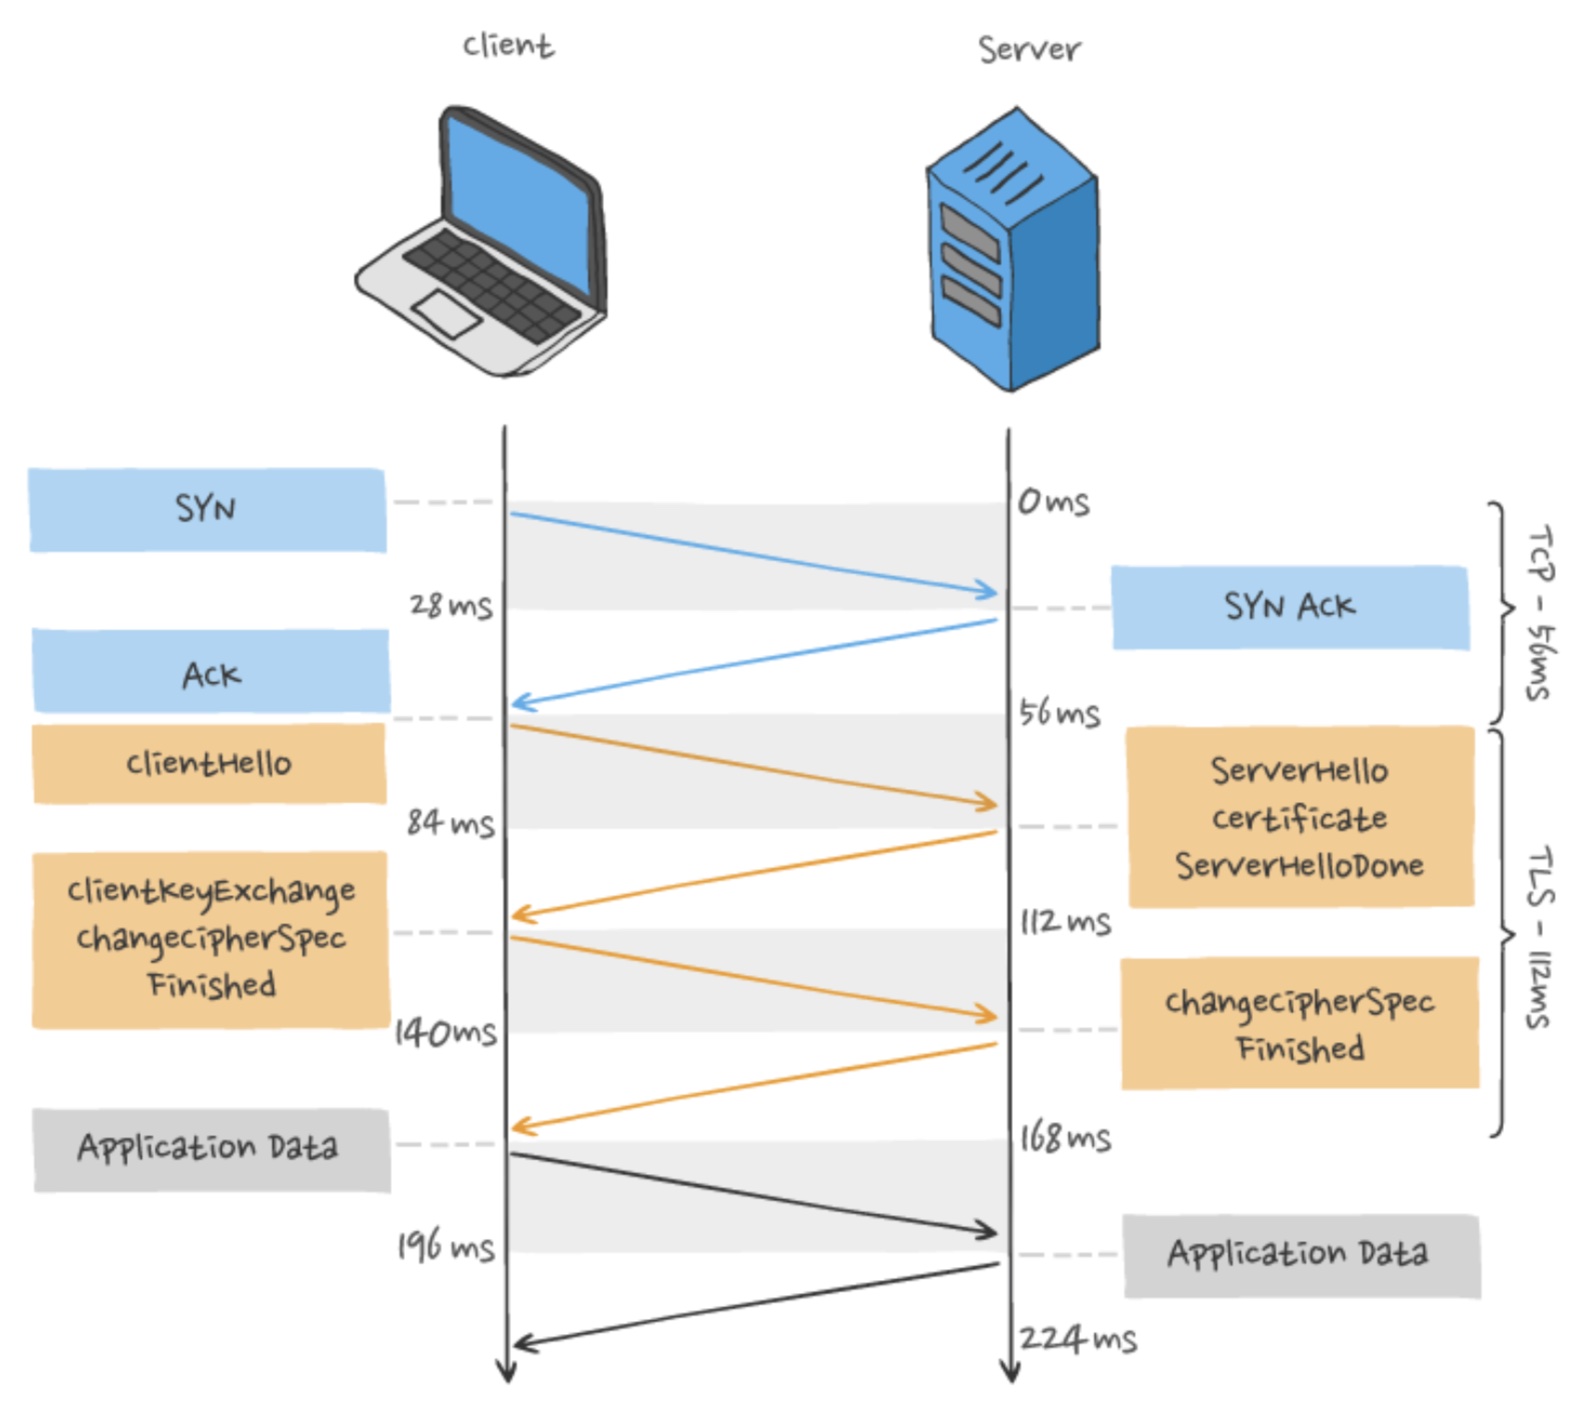 Client
Server
SYN
0ms
28ms
SYN Ack
Ack
56ms
TCP - 56ms
ClientHello
84ms
ServerHello
Certificate
ServerHelloDone
ClientKeyExchange
ChangeCipherSpec
Finished
112ms
140ms
ChangeCipherSpec
Finished
TLS - 112ms
Application Data
168ms
196ms
Application Data
224ms